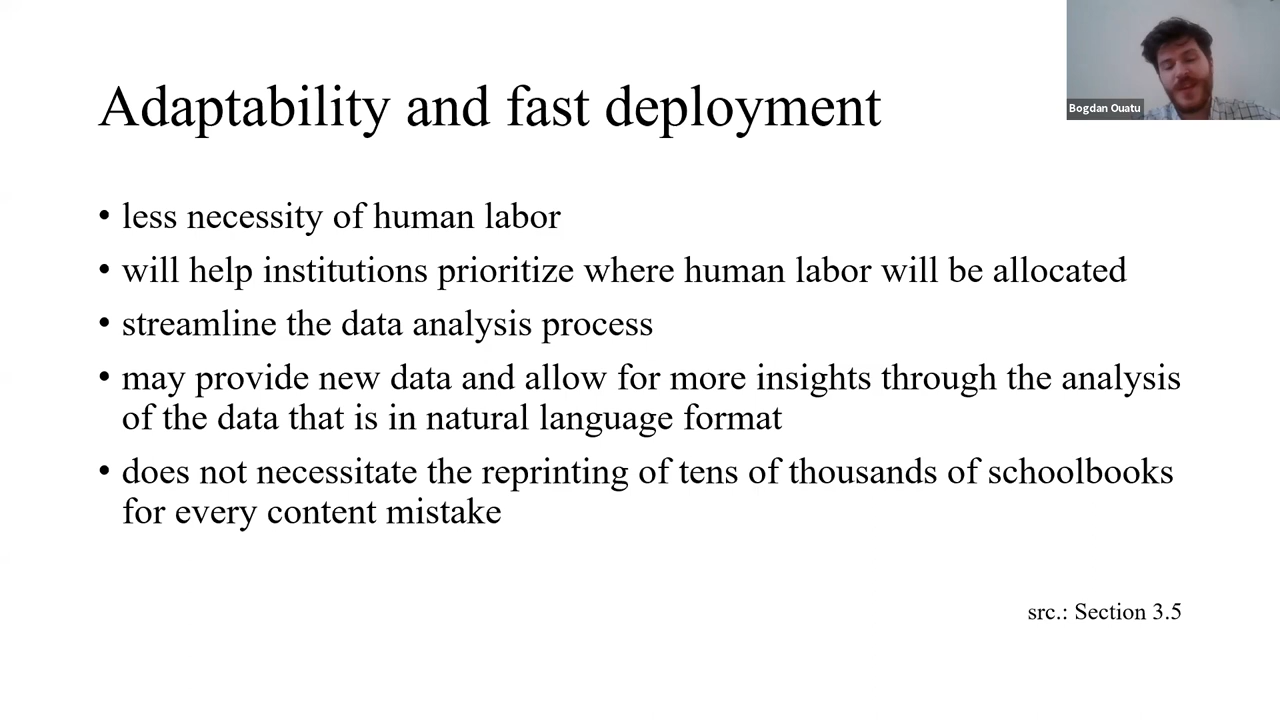 Adaptability and fast deployment
Bogdan Ouatu
• less necessity of human labor
• will help institutions prioritize where human labor will be allocated
• streamline the data analysis process
• may provide new data and allow for more insights through the analysis
of the data that is in natural language format
• does not necessitate the reprinting of tens of thousands of schoolbooks
for every content mistake
src.: Section 3.5